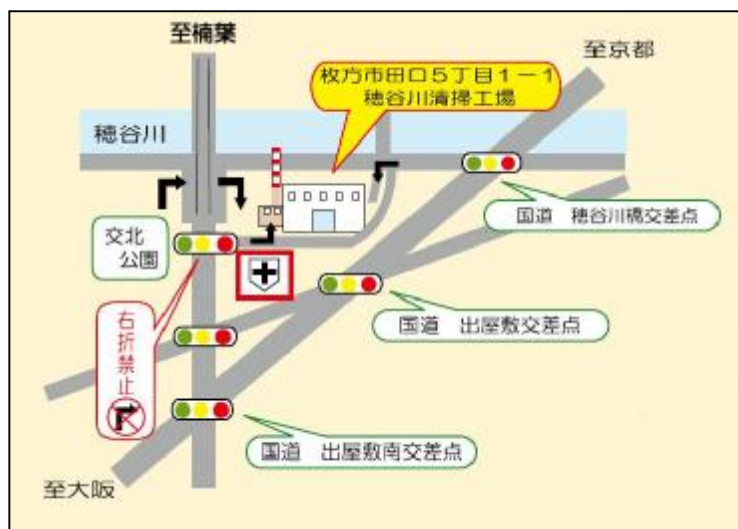 至楠葉
至京都
枚方市田口5丁目1-1
穂谷川清掃工場
穂谷川
国道 穂谷川橋交差点
交北
公園
国道 出屋敷交差点
右折禁止
国道 出屋敷南交差点
至大阪